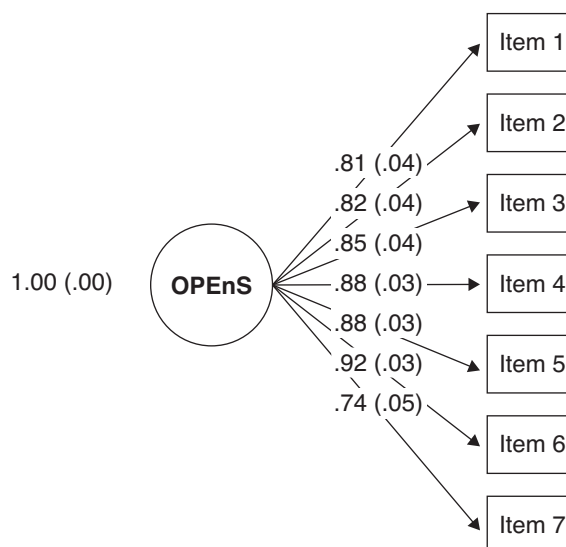 Item 1
Item 2
.81 (.04)
.82 (.04)
Item 3
.85 (.04)
1.00 (.00)
OPEnS
.88 (.03)
Item 4
.88 (.03)
Item 5
.92 (.03)
.74 (.05)
Item 6
Item 7